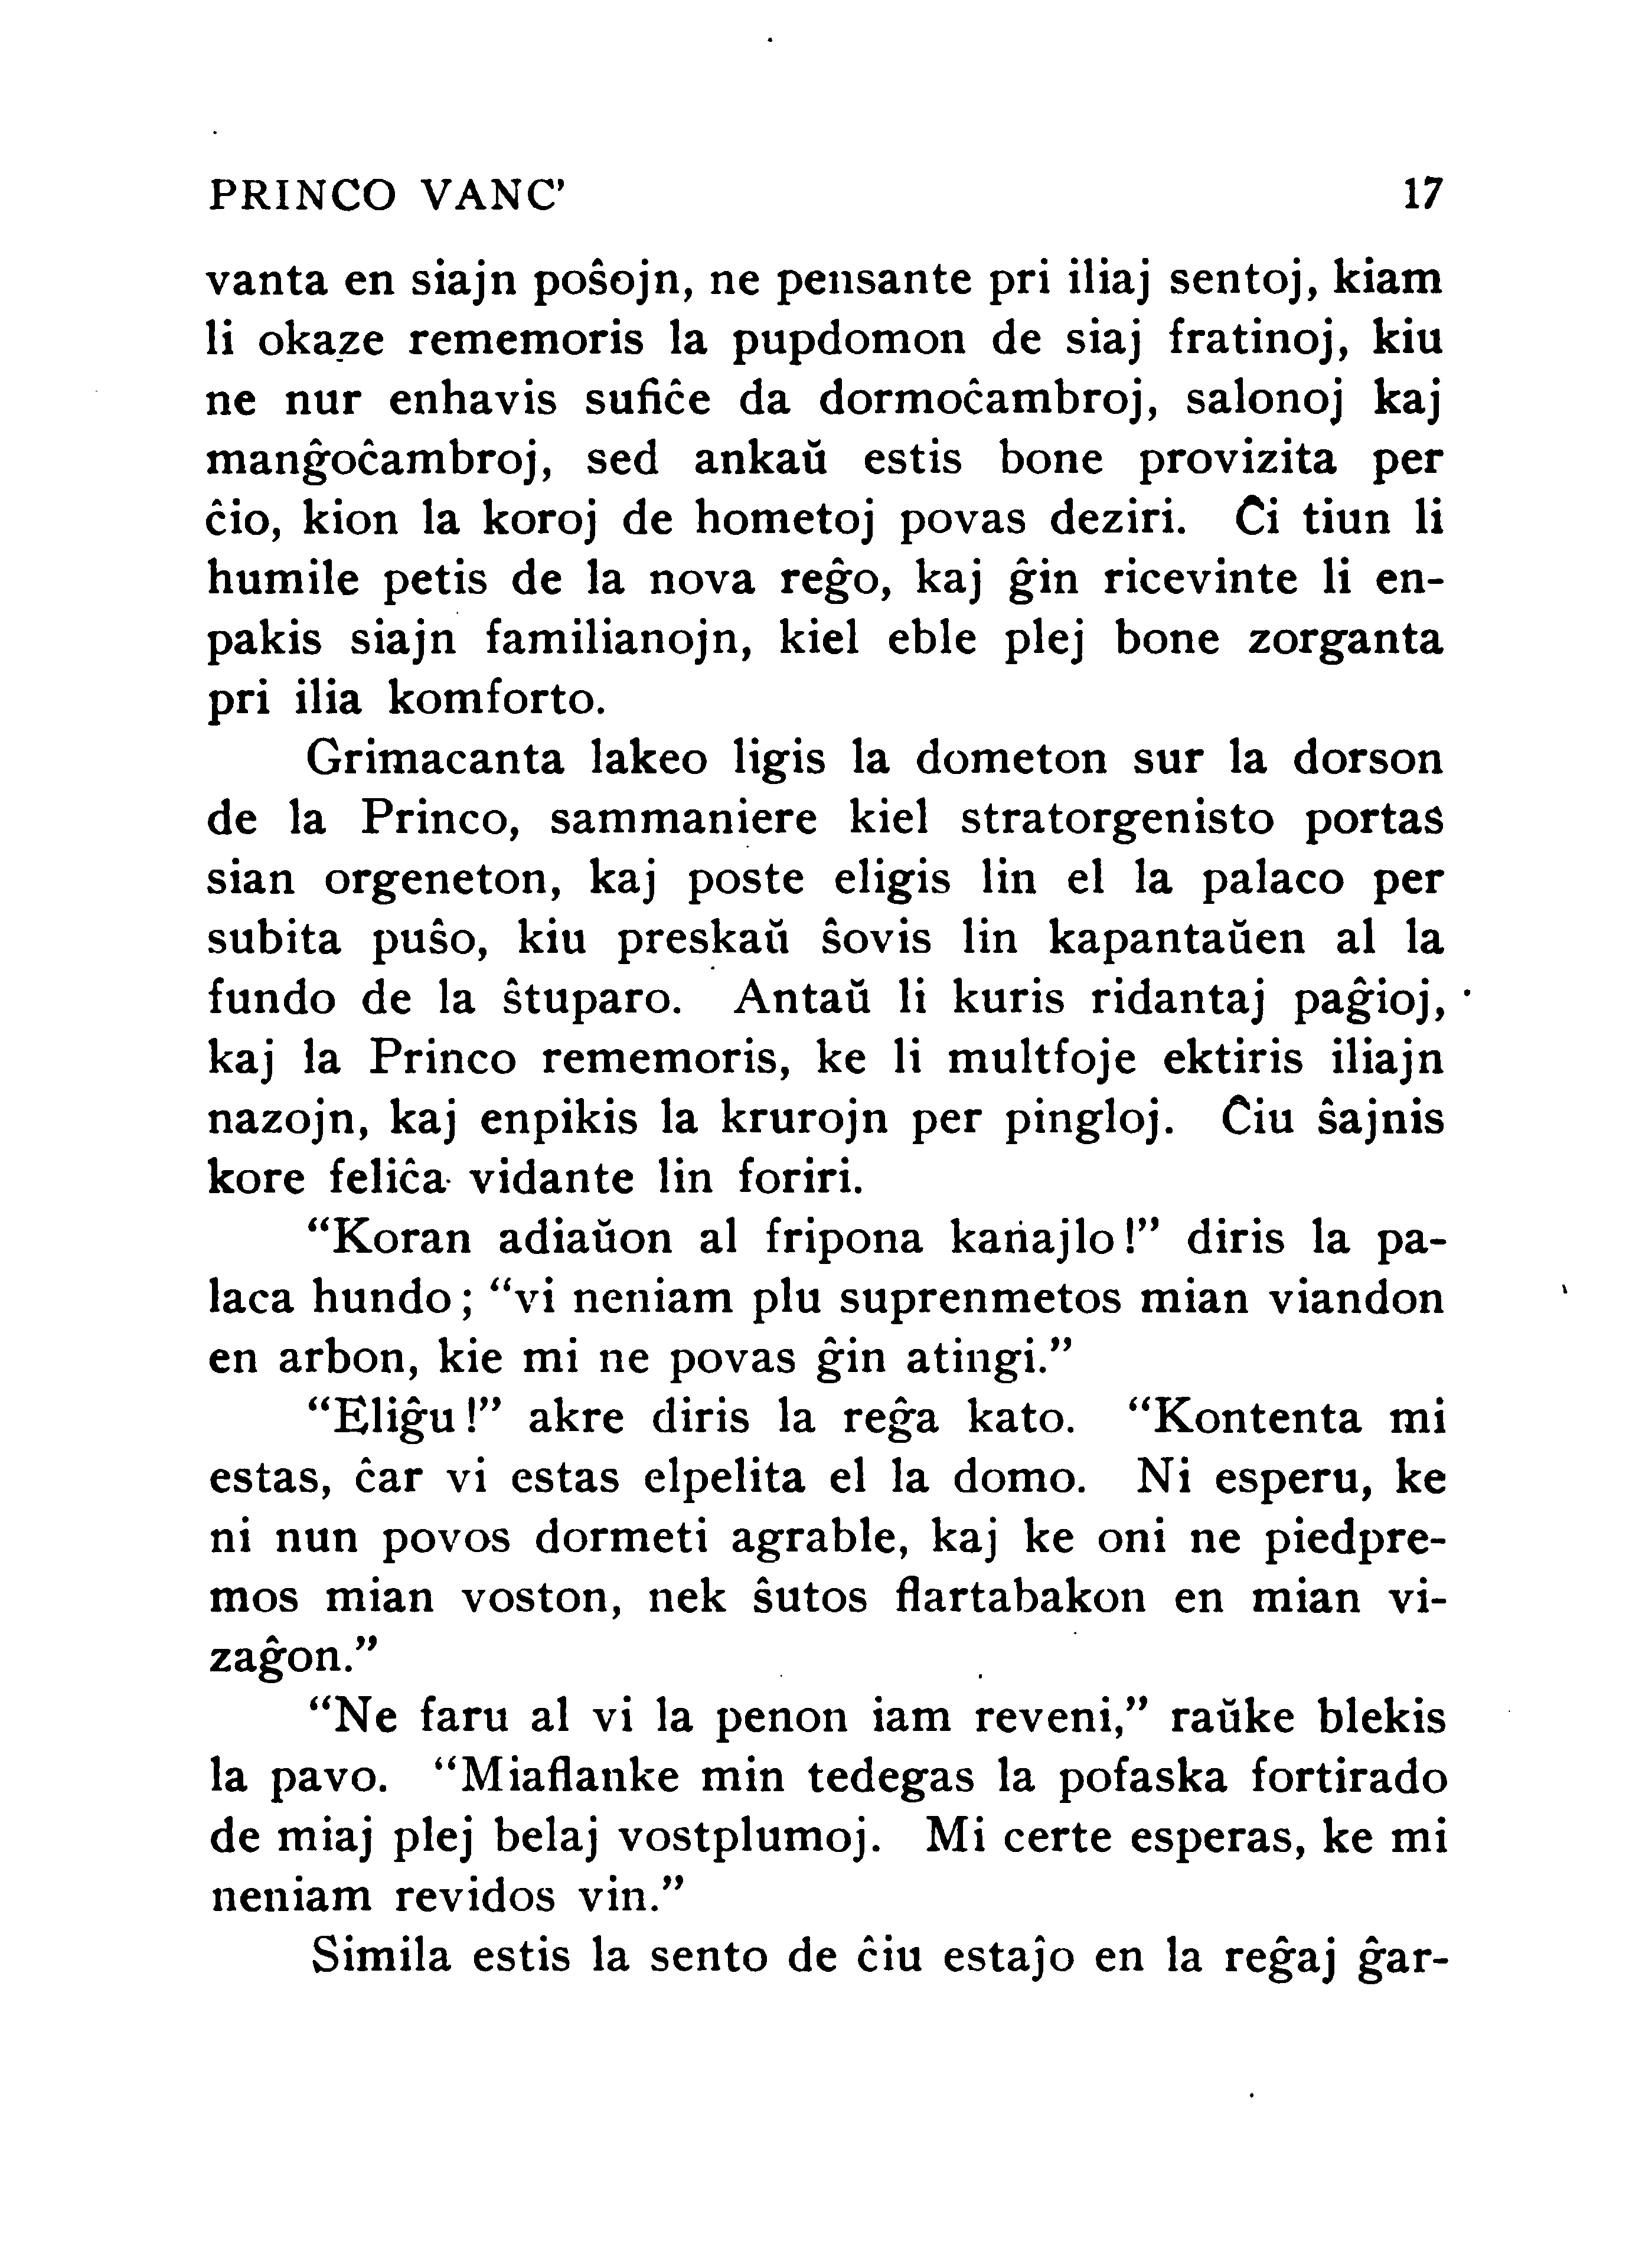 PRINCO VANC’ 17
vanta en siajn poŝojn, ne pensante pri iliaj sentoj, kiam
li okaze rememoris la pupdomon de siaj fratinoj, kiu
ne nur enhavis sufiĉe da dormoĉambroj, salonoj kaj
manĝoĉambroj, sed ankaŭ estis bone provizita per
ĉio, kion la koroj de hometoj povas deziri. Ĉi tiun li
humile petis de la nova reĝo, kaj ĝin ricevinte li en-
pakis siajn familianojn, kiel eble plej bone zorganta
pri ilia komforto.
Grimacanta lakeo ligis la dometon sur la dorson
de la Princo, sammaniere kiel stratorgenisto portas
sian orgeneton, kaj poste eligis lin el la palaco per
subita puŝo, kiu preskaŭ ŝovis lin kapantaŭen al la
fundo de la ŝtuparo. Antaŭ li kuris ridantaj paĝioj,
kaj la Princo rememoris, ke li multfoje ektiris iliajn
nazojn, kaj enpikis la krurojn per pingloj. Ĉiu ŝajnis
kore feliĉa vidante lin foriri.
“Koran adiaŭon al fripona kanajlo!” diris la pa-
laca hundo; “vi neniam plu suprenmetos mian viandon
en arbon, kie mi ne povas ĝin atingi.”
“Eliĝu!” akre diris la reĝa kato. “Kontenta mi
estas, ĉar vi estas elpelita el la domo. Ni esperu, ke
ni nun povos dormeti agrable, kaj ke oni ne piedpre-
mos mian voston, nek ŝutos flartabakon en mian vi-
zaĝon.”
“Ne faru al vi la penon iam reveni,” raŭke blekis
la pavo. “Miaflanke min tedegas la pofaska fortirado
de miaj plej belaj vostplumoj. Mi certe esperas, ke mi
neniam revidos vin.”
Simila estis la sento de ĉiu estaĵo en la reĝaj ĝar-